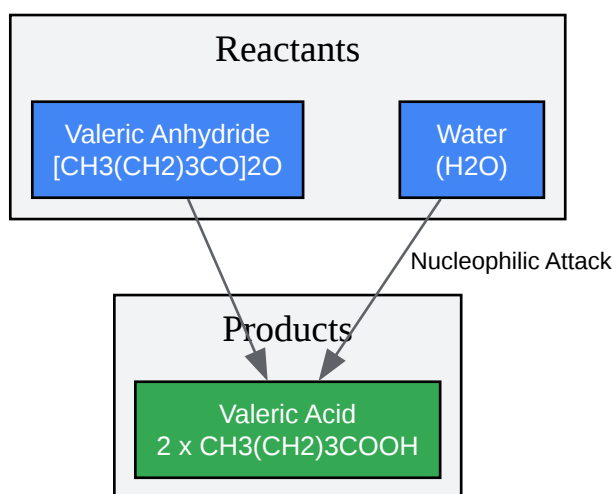 Reactants
Valeric Anhydride
[CH3(CH2)3CO]2O
Water
(H2O)
Nucleophilic Attack
Products
Valeric Acid
2 x CH3(CH2)3COOH